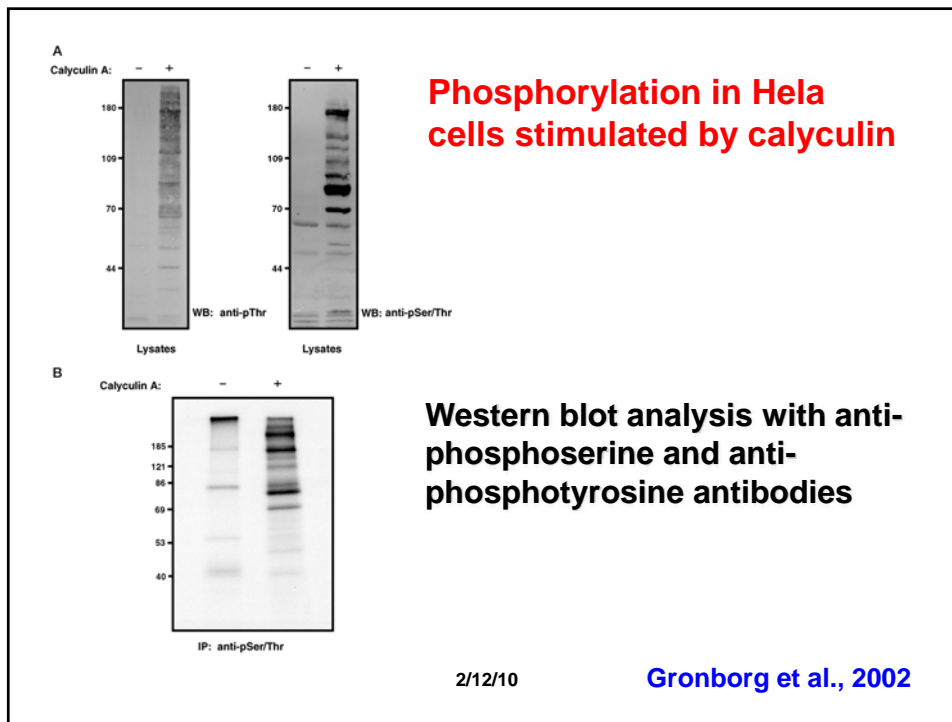 A
Calyculin A: – +
180
109
70
44
WB: anti-pThr
Lysates
– +
180
109
70
44
WB: anti-pSer/Thr
Lysates
Phosphorylation in Hela
cells stimulated by calyculin
B
Calyculin A: – +
185
121
86
69
53
40
IP: anti-pSer/Thr
Western blot analysis with anti-
phosphoserine and anti-
phosphotyrosine antibodies
2/12/10
Gronborg et al., 2002